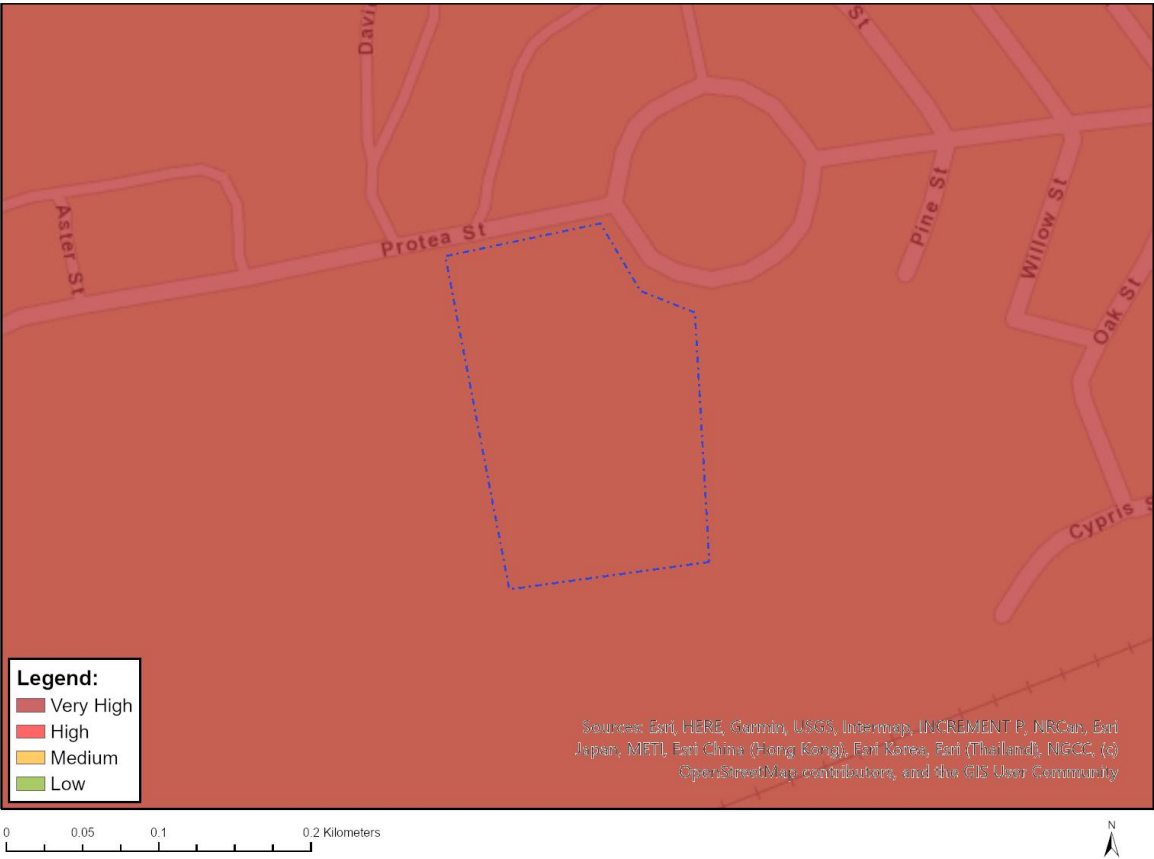 Davi
St
Protea St
Aster St
Pine St
Willow St
Oak St
Cypris S
Legend:
Very High
High
Medium
Low
Sources: Esri, HERE, Garmin, USGS, Intermap, INCREMENT P, NRCan, Esri
Japan, METI, Esri China (Hong Kong), Esri Korea, Esri (Thailand), NGCC, (c)
OpenStreetMap contributors, and the GIS User Community
0 0.05 0.1 0.2 Kilometers
N